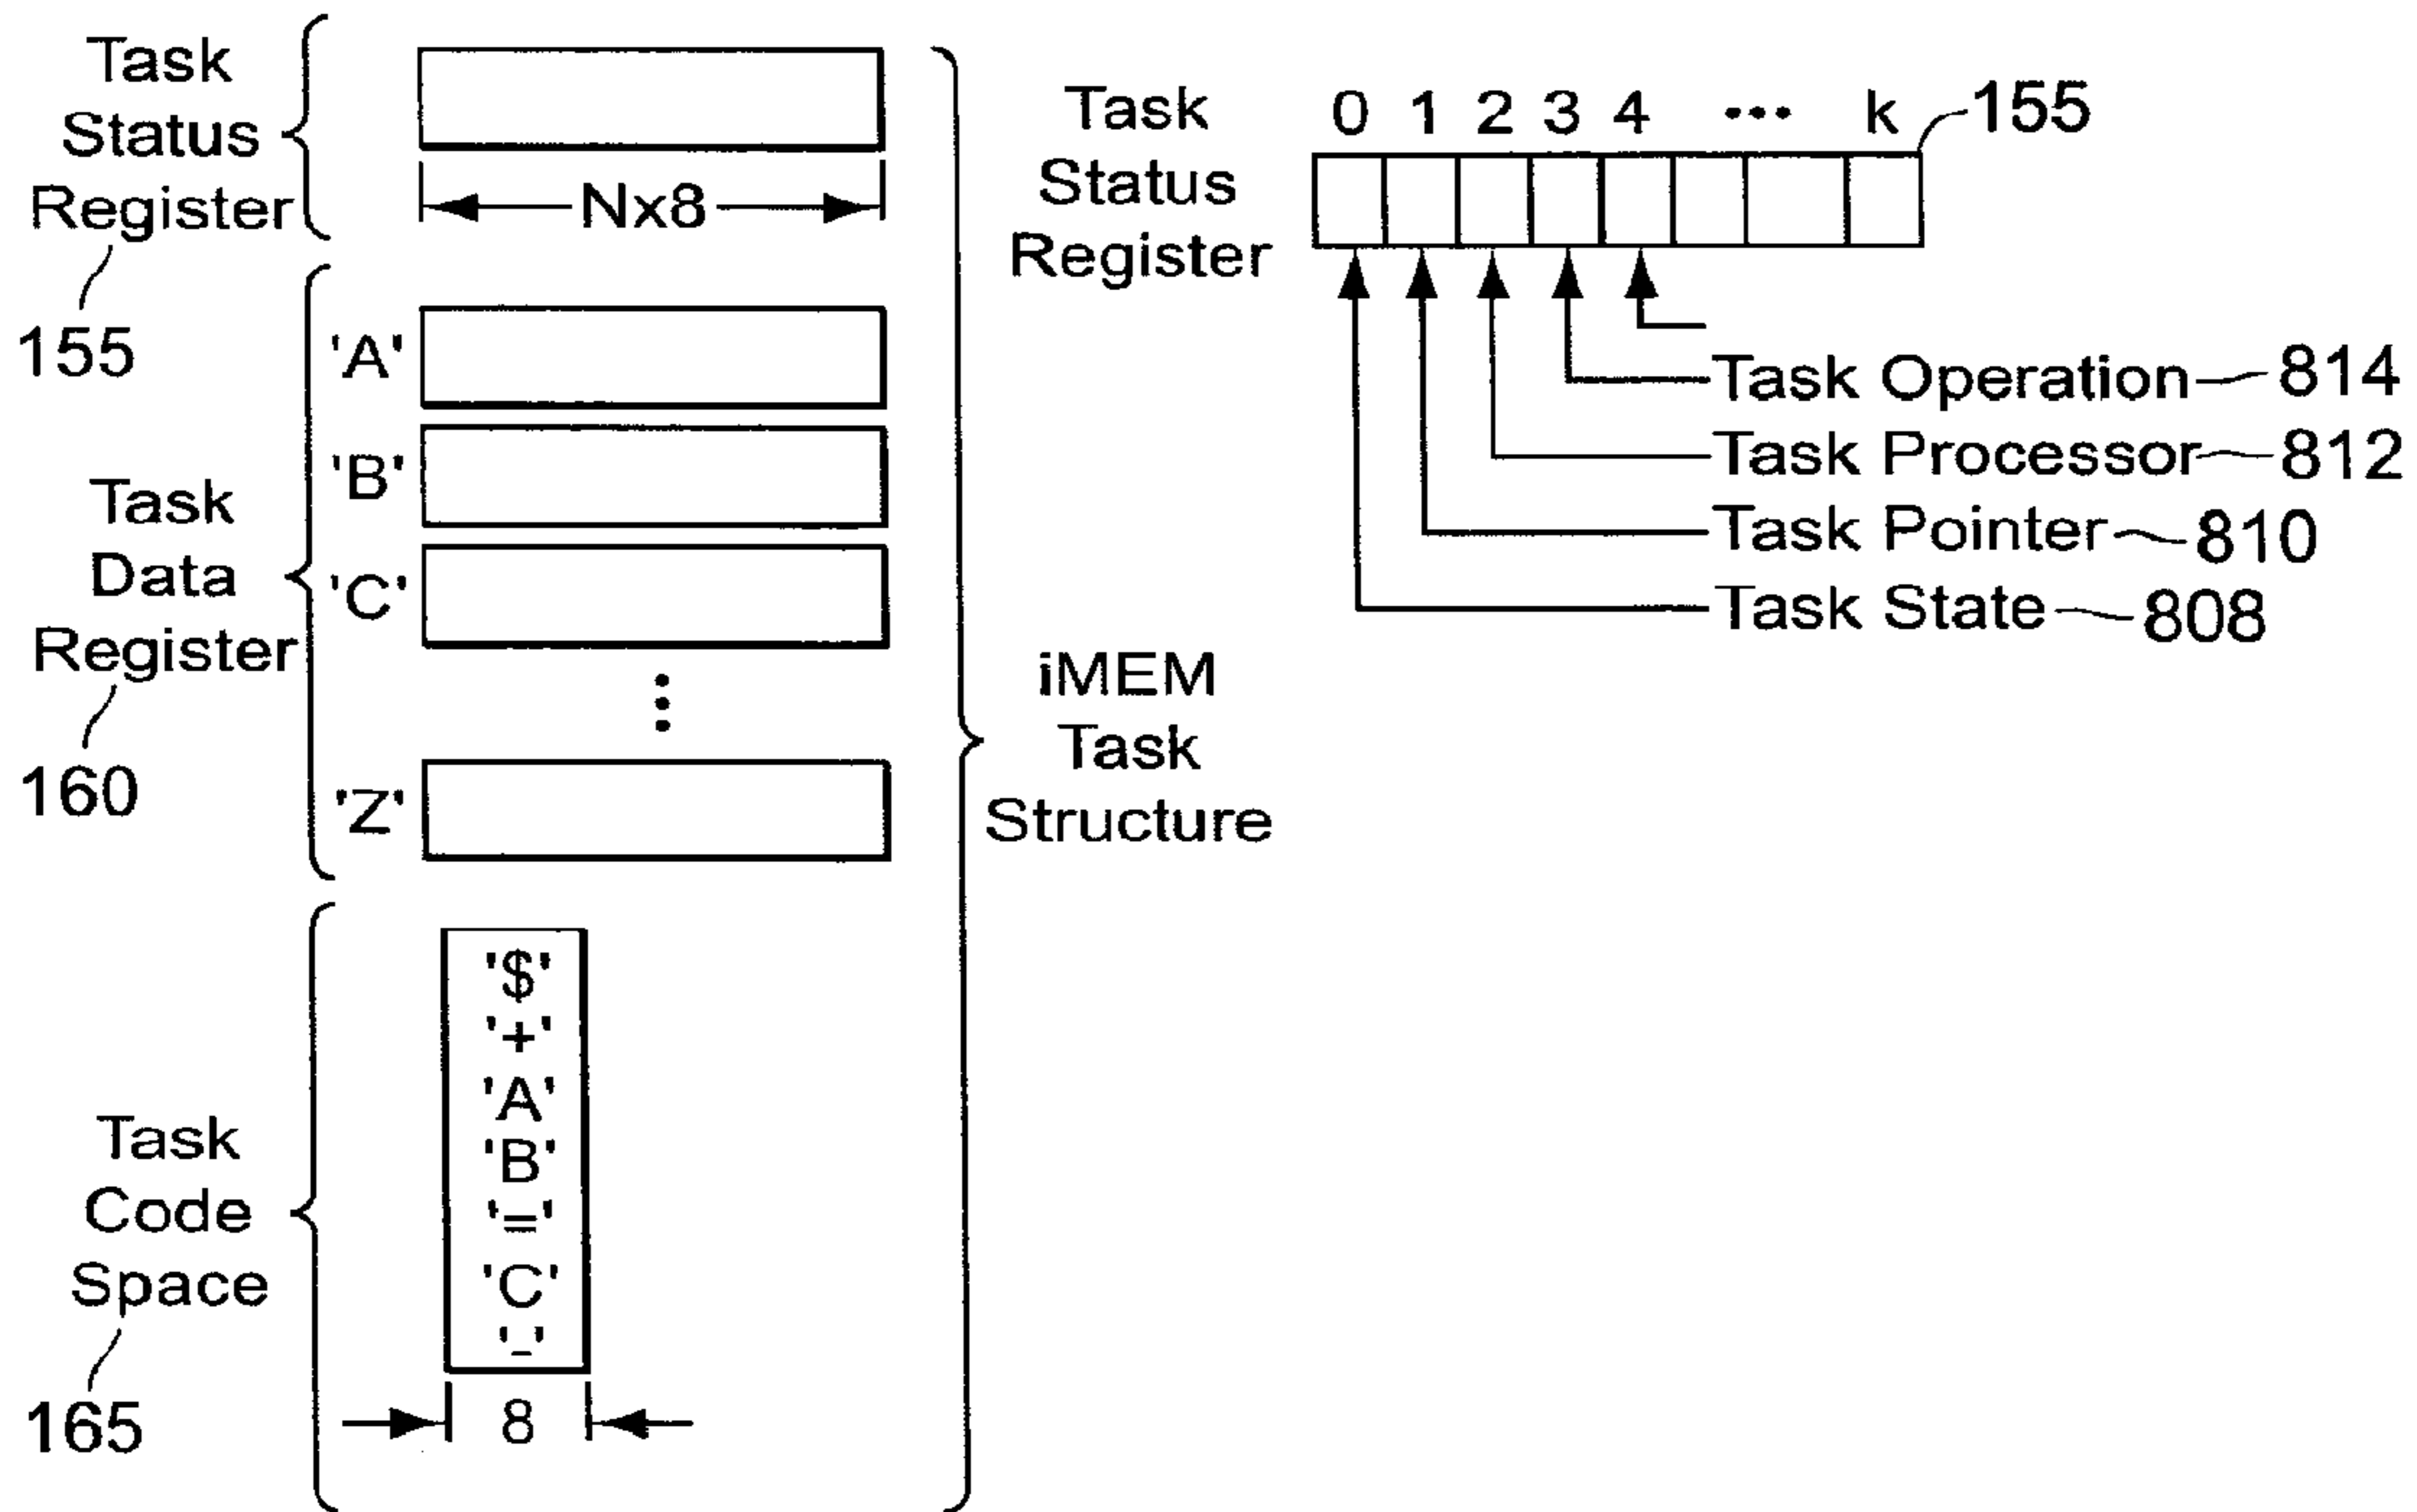 Task
Status
Register
155
Nx8
Task
Data
Register
160
'A'
'B'
'C'
'Z'
Task
Code
Space
165
'$'
'+'
'A'
'B'
'='
'C'
'-'
8
iMEM
Task
Structure
Task
Status
Register
0 1 2 3 4 ... k
155
Task Operation 814
Task Processor 812
Task Pointer 810
Task State 808